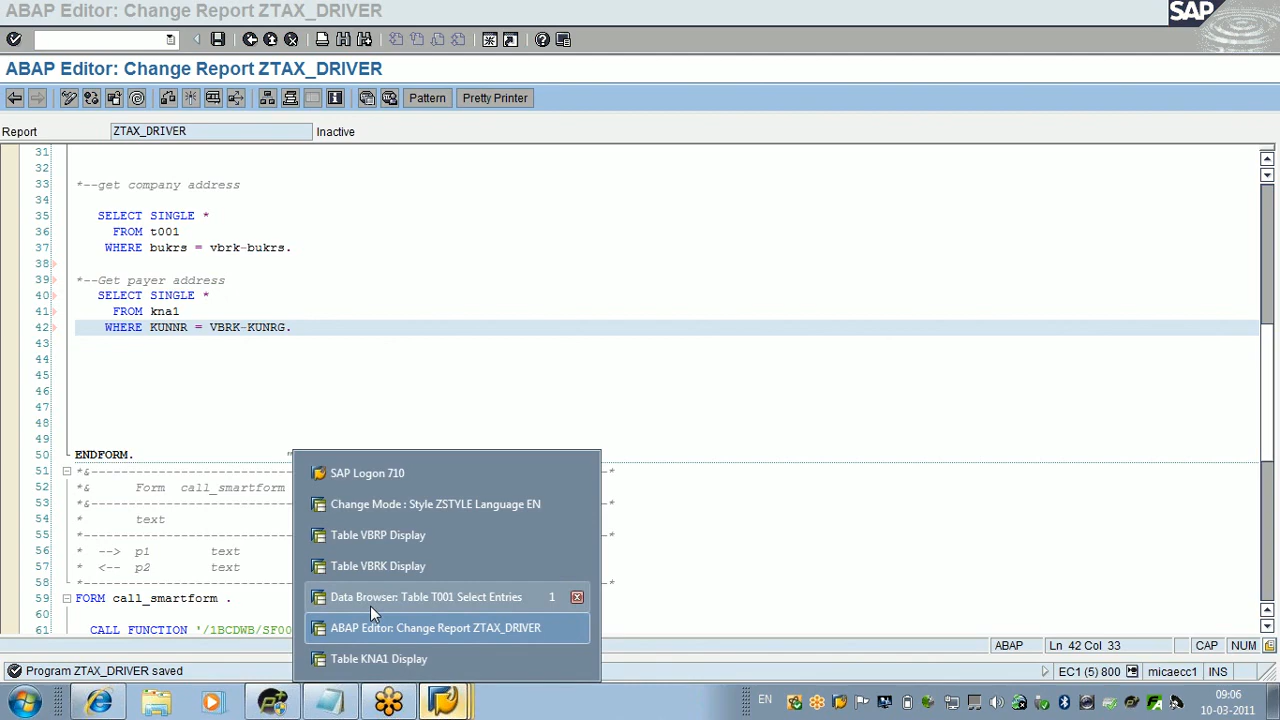 ABAP Editor: Change Report ZTAX_DRIVER
SAP
ABAP Editor: Change Report ZTAX_DRIVER
Pattern Pretty Printer
Report ZTAX_DRIVER Inactive
31
32
33 *--get company address
34
35 SELECT SINGLE *
36 FROM t001
37 WHERE bukrs = vbrk-bukrs.
38
39 *--Get payer address
40 SELECT SINGLE *
41 FROM kna1
42 WHERE KUNNR = VBRK-KUNRG.
43
44
45
46
47
48
49
50 ENDFORM. "
51 *&---------------------------------------------------------------------*
52 *& Form call_smartform
53 *&---------------------------------------------------------------------*
54 * text
55 *----------------------------------------------------------------------*
56 * --> p1 text
57 * <-- p2 text
58 *----------------------------------------------------------------------*
59 FORM call_smartform .
60
61 CALL FUNCTION '/1BCDWB/SF00
SAP Logon 710
Change Mode : Style ZSTYLE Language EN
Table VBRP Display
Table VBRK Display
Data Browser: Table T001 Select Entries 1
ABAP Editor: Change Report ZTAX_DRIVER
Table KNA1 Display
ABAP Ln 42 Col 33 CAP NUM
Program ZTAX_DRIVER saved
EC1 (5) 800 micaecc1 INS
EN
09:06
10-03-2011